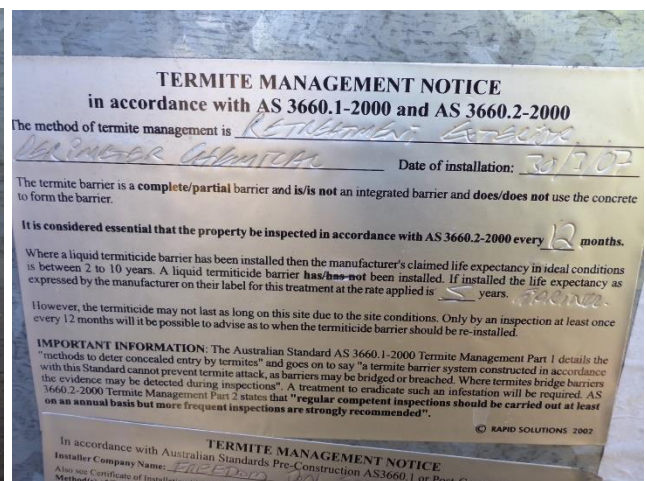 TERMITE MANAGEMENT NOTICE
in accordance with AS 3660.1-2000 and AS 3660.2-2000
The method of termite management is RETREATMENT EXTERIOR
PERIMETER CHEMICAL Date of installation: 30/3/07
The termite barrier is a complete/partial barrier and is/is not an integrated barrier and does/does not use the concrete
to form the barrier.
It is considered essential that the property be inspected in accordance with AS 3660.2-2000 every 12 months.
Where a liquid termiticide barrier has been installed then the manufacturer's claimed life expectancy in ideal conditions
is between 2 to 10 years. A liquid termiticide barrier has/has not been installed. If installed the life expectancy as
expressed by the manufacturer on their label for this treatment at the rate applied is 5 years.
However, the termiticide may not last as long on this site due to the site conditions. Only by an inspection at least once
every 12 months will it be possible to advise as to when the termiticide barrier should be re-installed.
IMPORTANT INFORMATION: The Australian Standard AS 3660.1-2000 Termite Management Part 1 details the
"methods to deter concealed entry by termites" and goes on to say "a termite barrier system constructed in accordance
with this Standard cannot prevent termite attack, as barriers may be bridged or breached. Where termites bridge barriers
the evidence may be detected during inspections". A treatment to eradicate such an infestation will be required. AS
3660.2-2000 Termite Management Part 2 states that "regular competent inspections should be carried out at least
on an annual basis but more frequent inspections are strongly recommended".
© RAPID SOLUTIONS 2002
TERMITE MANAGEMENT NOTICE
In accordance with Australian Standards Pre-Construction AS3660.1 or Post-C
Installer Company Name: FREEDOM
Also see Certificate of Installa